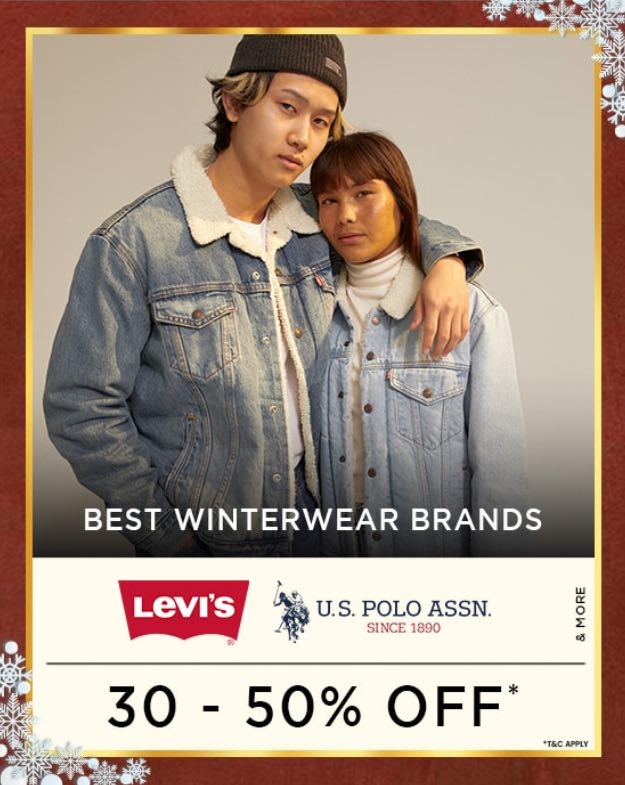 BEST WINTERWEAR BRANDS
LEVI'S®
U.S. POLO ASSN.
SINCE 1890
& MORE
30 - 50% OFF*
*T&C APPLY